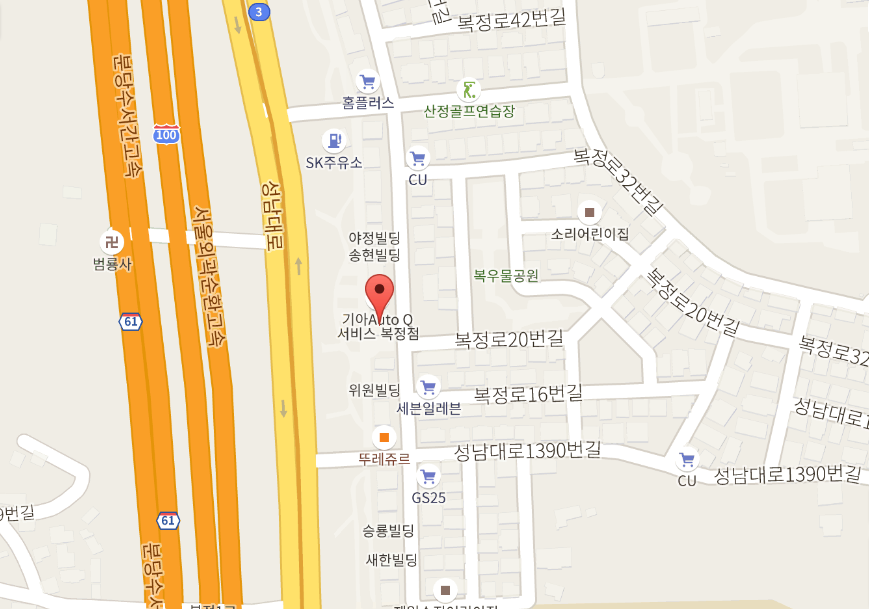 3
복정로42번길
분당수서간고속
홈플러스
100
산정골프연습장
SK주유소
복정로32번길
CU
성남대로
서울외곽순환고속
소리어린이집
야정빌딩
송현빌딩
범룡사
복우물공원
61
기아Auto Q
서비스 복정점
복정로20번길
복정로20번길
복정로32
위원빌딩
복정로16번길
세븐일레븐
성남대로1
성남대로1390번길
뚜레쥬르
CU
성남대로1390번길
GS25
9번길
61
승룡빌딩
분당수서
새한빌딩